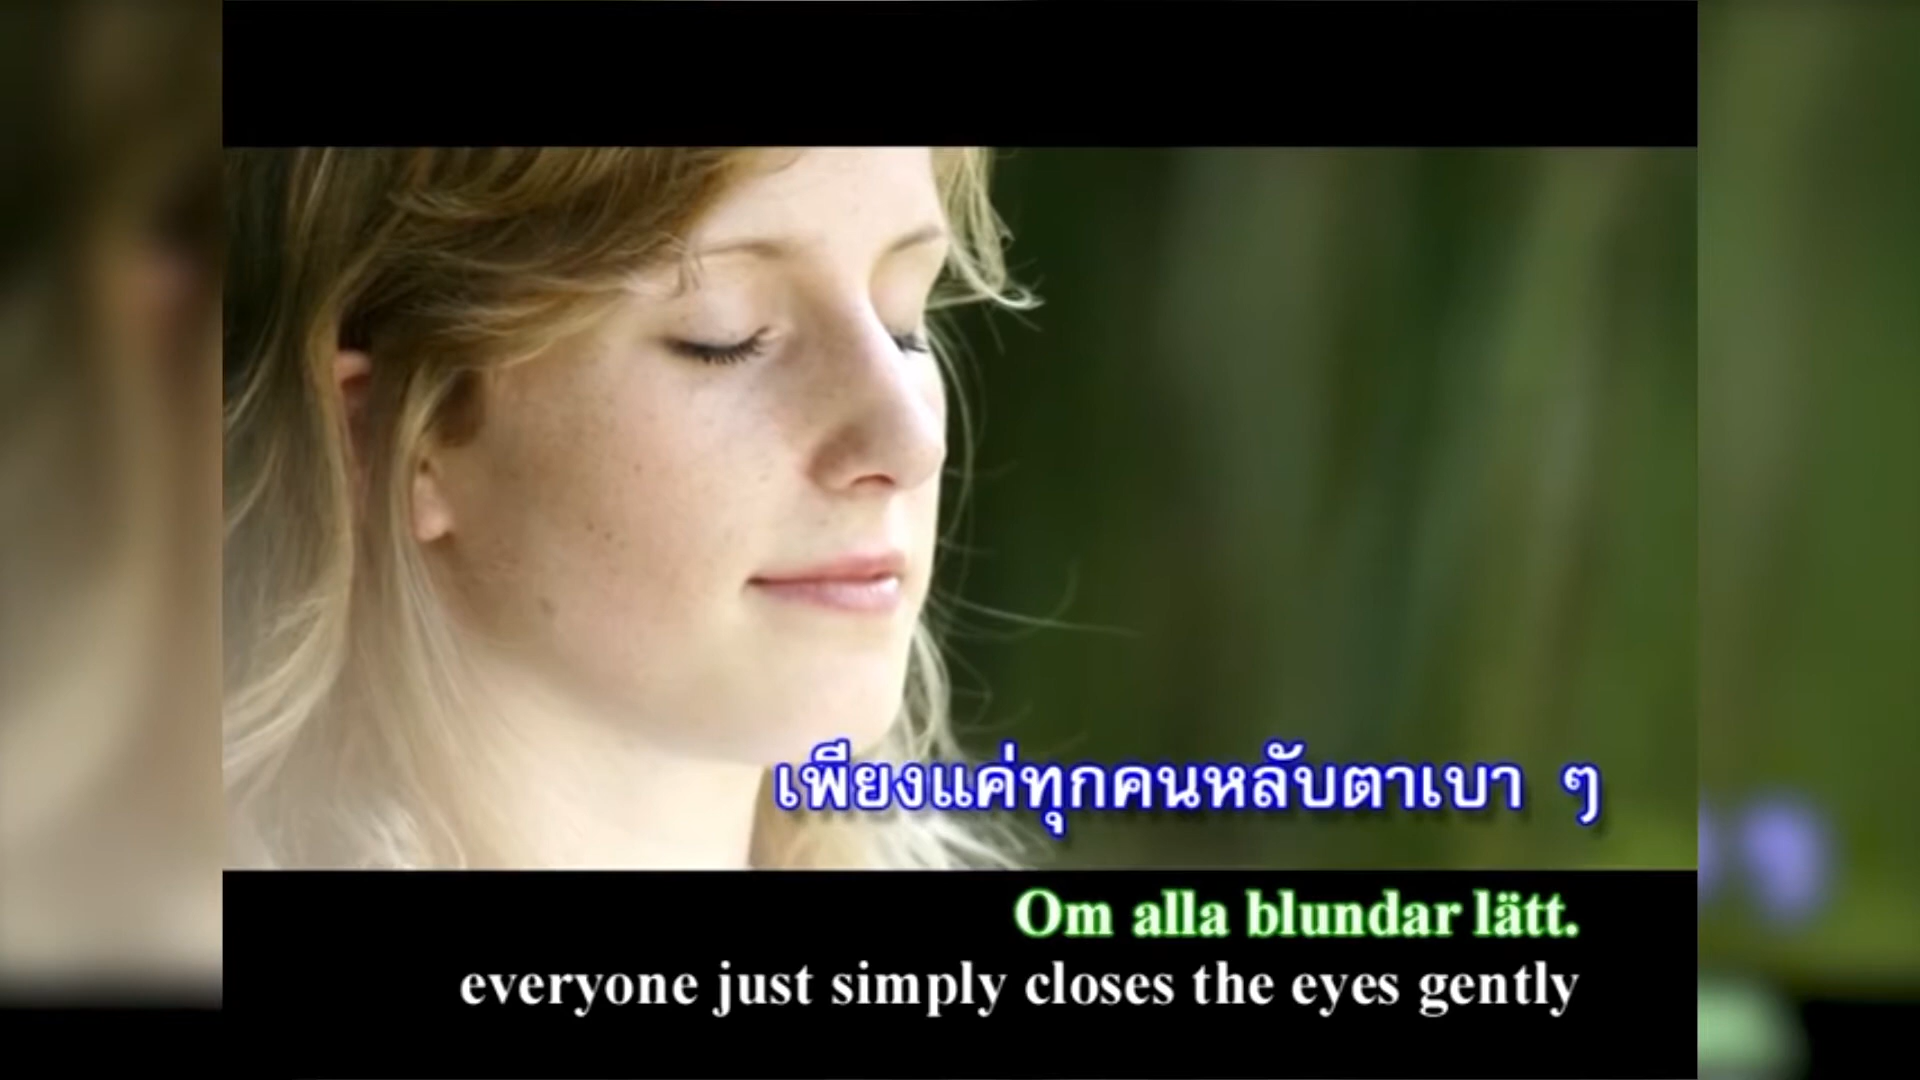 เพียงแค่ทุกคนหลับตาเบา ๆ
Om alla blundar lätt.
everyone just simply closes the eyes gently